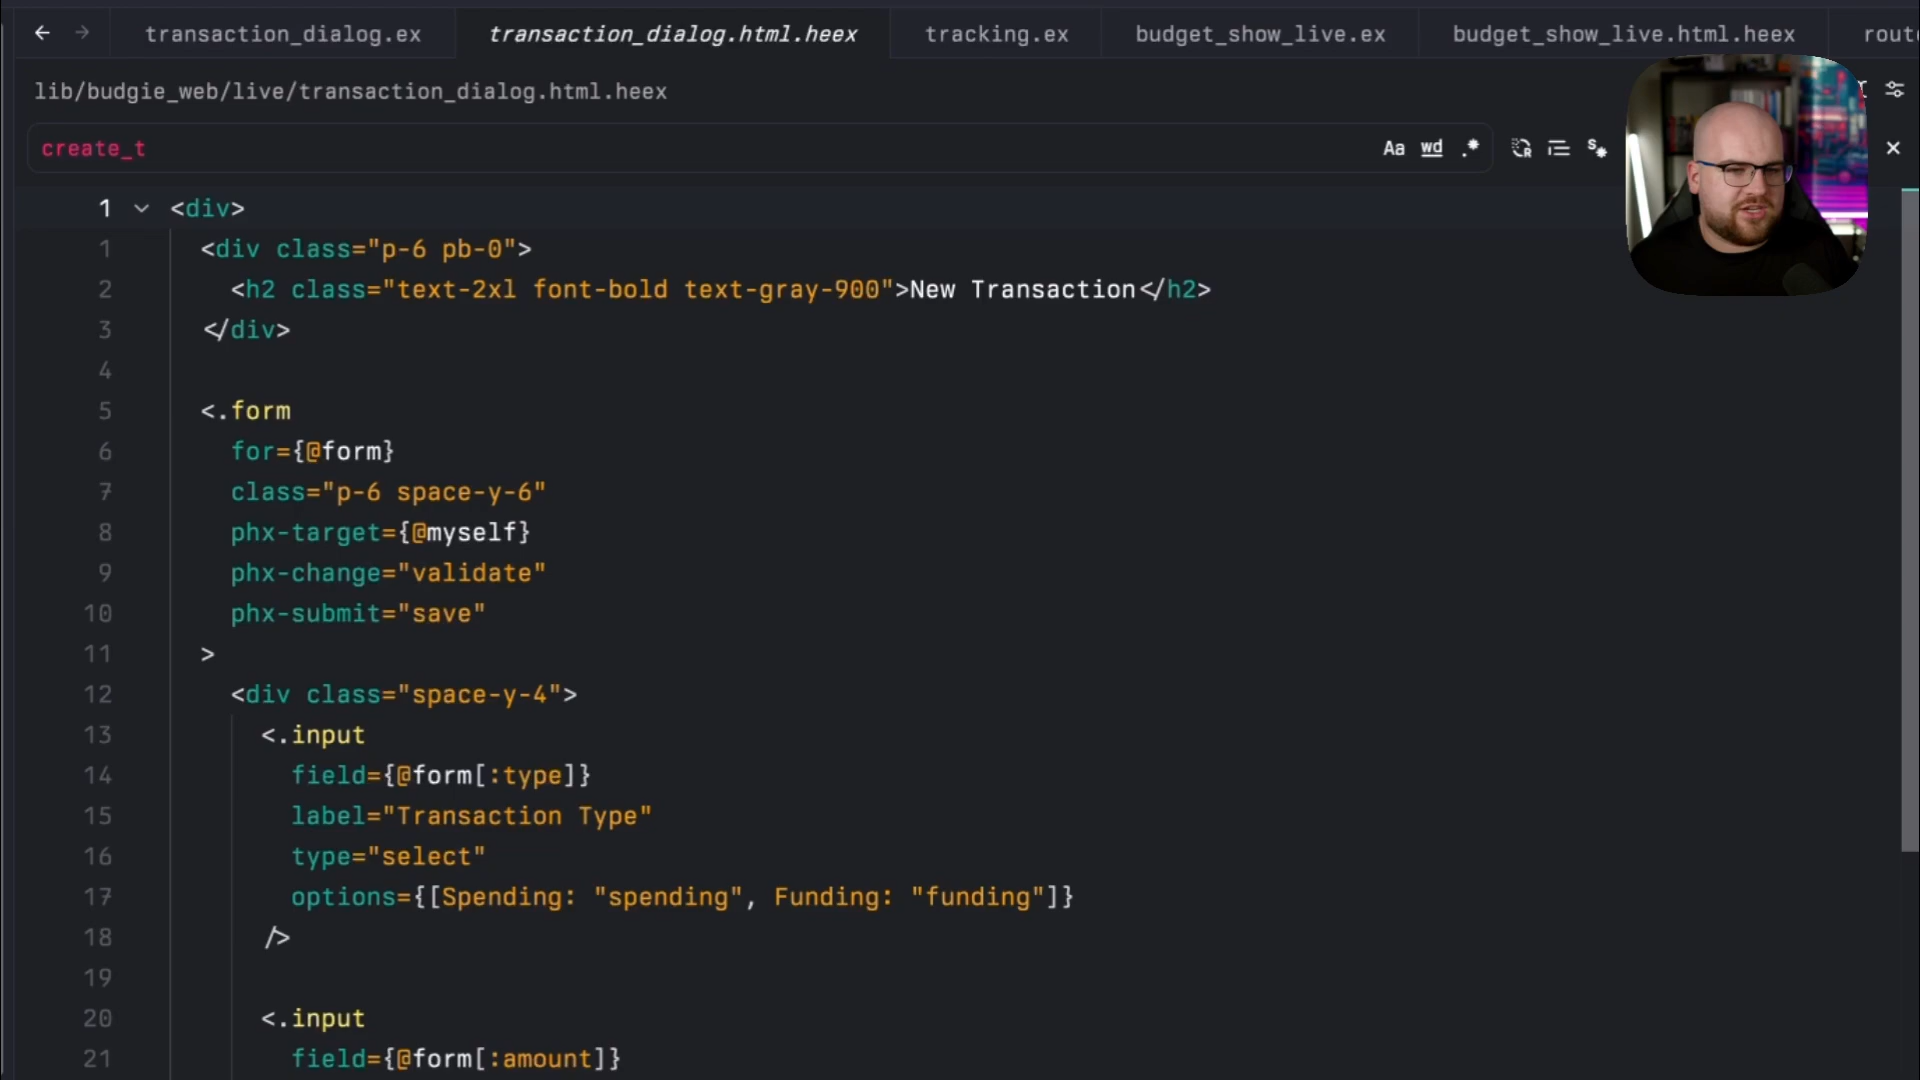 transaction_dialog.ex transaction_dialog.html.heex tracking.ex budget_show_live.ex budget_show_live.html.heex rout
lib/budgie_web/live/transaction_dialog.html.heex
create_t Aa wd .*
1 <div>
1 <div class="p-6 pb-0">
2 <h2 class="text-2xl font-bold text-gray-900">New Transaction</h2>
3 </div>
4
5 <.form
6 for={@form}
7 class="p-6 space-y-6"
8 phx-target={@myself}
9 phx-change="validate"
10 phx-submit="save"
11 >
12 <div class="space-y-4">
13 <.input
14 field={@form[:type]}
15 label="Transaction Type"
16 type="select"
17 options={[Spending: "spending", Funding: "funding"]}
18 />
19
20 <.input
21 field={@form[:amount]}